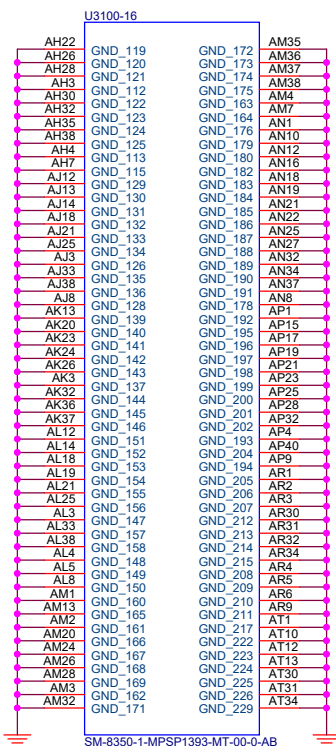 U3100-16
AH22 GND_119 GND_172 AM35
AH26 GND_120 GND_173 AM36
AH28 GND_121 GND_174 AM37
AH3 GND_112 GND_175 AM38
AH30 GND_122 GND_163 AM4
AH32 GND_123 GND_164 AM7
AH35 GND_124 GND_176 AN1
AH38 GND_125 GND_179 AN10
AH4 GND_113 GND_180 AN12
AH7 GND_115 GND_182 AN16
AJ12 GND_129 GND_183 AN18
AJ13 GND_130 GND_184 AN19
AJ14 GND_131 GND_185 AN21
AJ18 GND_132 GND_186 AN22
AJ21 GND_133 GND_187 AN25
AJ25 GND_134 GND_188 AN27
AJ3 GND_126 GND_189 AN32
AJ33 GND_135 GND_190 AN34
AJ38 GND_136 GND_191 AN37
AJ8 GND_128 GND_178 AN8
AK13 GND_139 GND_192 AP1
AK20 GND_140 GND_195 AP15
AK23 GND_141 GND_196 AP17
AK24 GND_142 GND_197 AP19
AK26 GND_143 GND_198 AP21
AK3 GND_137 GND_199 AP23
AK32 GND_144 GND_200 AP25
AK36 GND_145 GND_201 AP28
AK37 GND_146 GND_202 AP32
AL12 GND_151 GND_193 AP4
AL14 GND_152 GND_204 AP40
AL18 GND_153 GND_194 AP9
AL19 GND_154 GND_205 AR1
AL21 GND_155 GND_206 AR2
AL25 GND_156 GND_207 AR3
AL3 GND_147 GND_212 AR30
AL33 GND_157 GND_213 AR31
AL38 GND_158 GND_214 AR32
AL4 GND_148 GND_215 AR34
AL5 GND_149 GND_208 AR4
AL8 GND_150 GND_209 AR5
AM1 GND_160 GND_210 AR6
AM13 GND_165 GND_211 AR9
AM2 GND_161 GND_217 AT1
AM20 GND_166 GND_222 AT10
AM24 GND_167 GND_223 AT12
AM26 GND_168 GND_224 AT13
AM28 GND_169 GND_225 AT30
AM3 GND_162 GND_226 AT31
AM32 GND_171 GND_229 AT34
SM-8350-1-MPSP1393-MT-00-0-AB